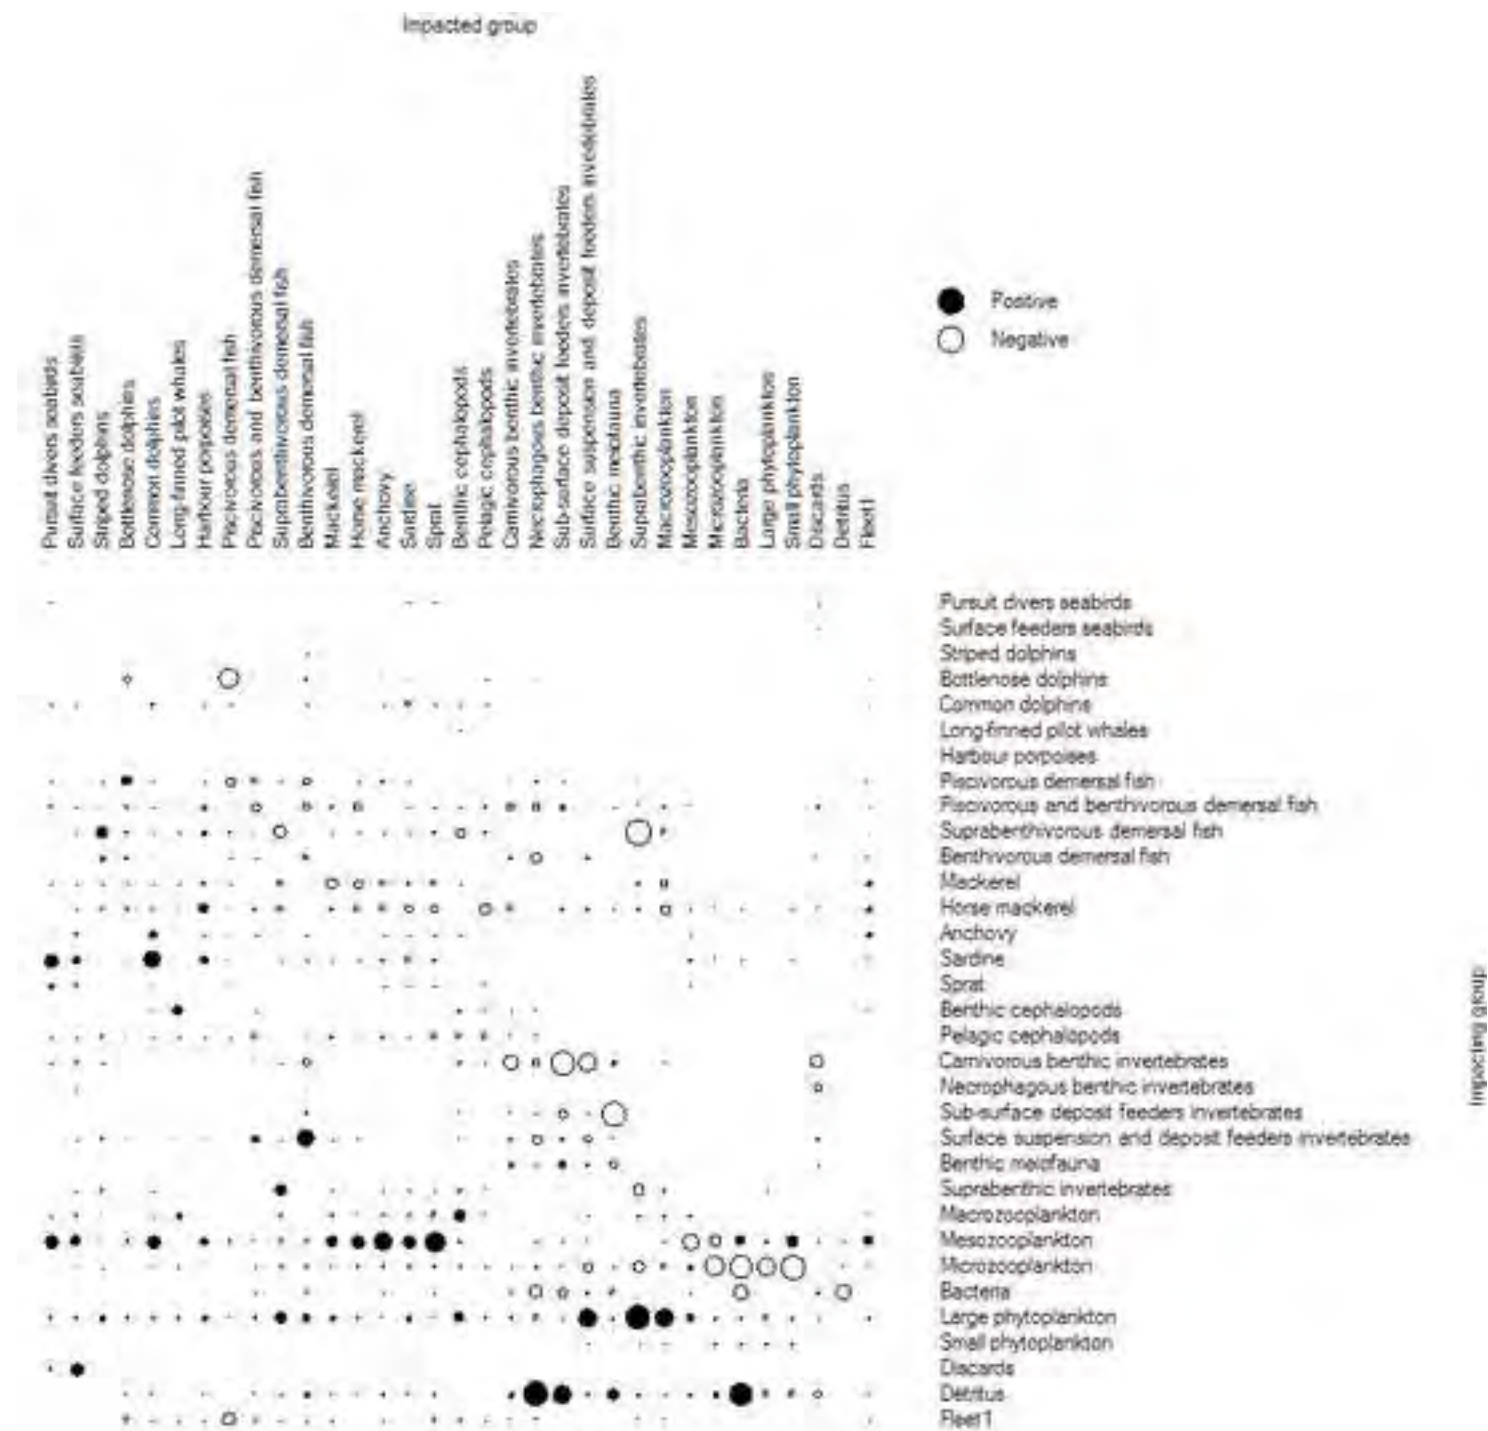 Impacted group
Pursuit divers seabirds
Surface feeders seabirds
Striped dolphins
Bottlenose dolphins
Common dolphins
Long-finned pilot whales
Harbour porpoises
Piscivorous demersal fish
Piscivorous and benthivorous demersal fish
Suprabenthivorous demersal fish
Benthivorous demersal fish
Mackerel
Horse mackerel
Anchovy
Sardine
Sprat
Benthic cephalopods
Pelagic cephalopods
Carnivorous benthic invertebrates
Necrophagous benthic invertebrates
Sub-surface deposit feeders invertebrates
Surface suspension and deposit feeders invertebrates
Benthic meiofauna
Suprabenthic invertebrates
Macrozooplankton
Mesozooplankton
Microzooplankton
Bacteria
Large phytoplankton
Small phytoplankton
Discards
Detritus
Fleet1
Positive
Negative
Pursuit divers seabirds
Surface feeders seabirds
Striped dolphins
Bottlenose dolphins
Common dolphins
Long-finned pilot whales
Harbour porpoises
Piscivorous demersal fish
Piscivorous and benthivorous demersal fish
Suprabenthivorous demersal fish
Benthivorous demersal fish
Mackerel
Horse mackerel
Anchovy
Sardine
Sprat
Benthic cephalopods
Pelagic cephalopods
Carnivorous benthic invertebrates
Necrophagous benthic invertebrates
Sub-surface deposit feeders invertebrates
Surface suspension and deposit feeders invertebrates
Benthic meiofauna
Suprabenthic invertebrates
Macrozooplankton
Mesozooplankton
Microzooplankton
Bacteria
Large phytoplankton
Small phytoplankton
Discards
Detritus
Fleet1
Impacting group